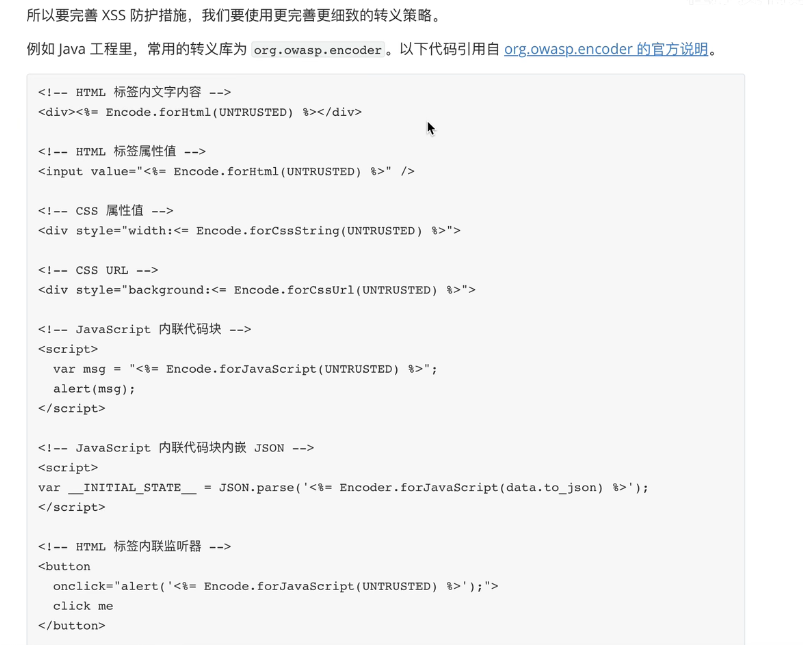 所以要完善 XSS 防护措施，我们要使用更完善更细致的转义策略。
例如 Java 工程里，常用的转义库为 org.owasp.encoder 。以下代码引用自 org.owasp.encoder 的官方说明。
<!-- HTML 标签内文字内容 -->
<div><%= Encode.forHtml(UNTRUSTED) %></div>
<!-- HTML 标签属性值 -->
<input value="<%= Encode.forHtml(UNTRUSTED) %>" />
<!-- CSS 属性值 -->
<div style="width:<= Encode.forCssString(UNTRUSTED) %>">
<!-- CSS URL -->
<div style="background:<= Encode.forCssUrl(UNTRUSTED) %>">
<!-- JavaScript 内联代码块 -->
<script>
  var msg = "<%= Encode.forJavaScript(UNTRUSTED) %>";
  alert(msg);
</script>
<!-- JavaScript 内联代码块内嵌 JSON -->
<script>
var __INITIAL_STATE__ = JSON.parse('<%= Encoder.forJavaScript(data.to_json) %>');
</script>
<!-- HTML 标签内联监听器 -->
<button
  onclick="alert('<%= Encode.forJavaScript(UNTRUSTED) %>');">
  click me
</button>